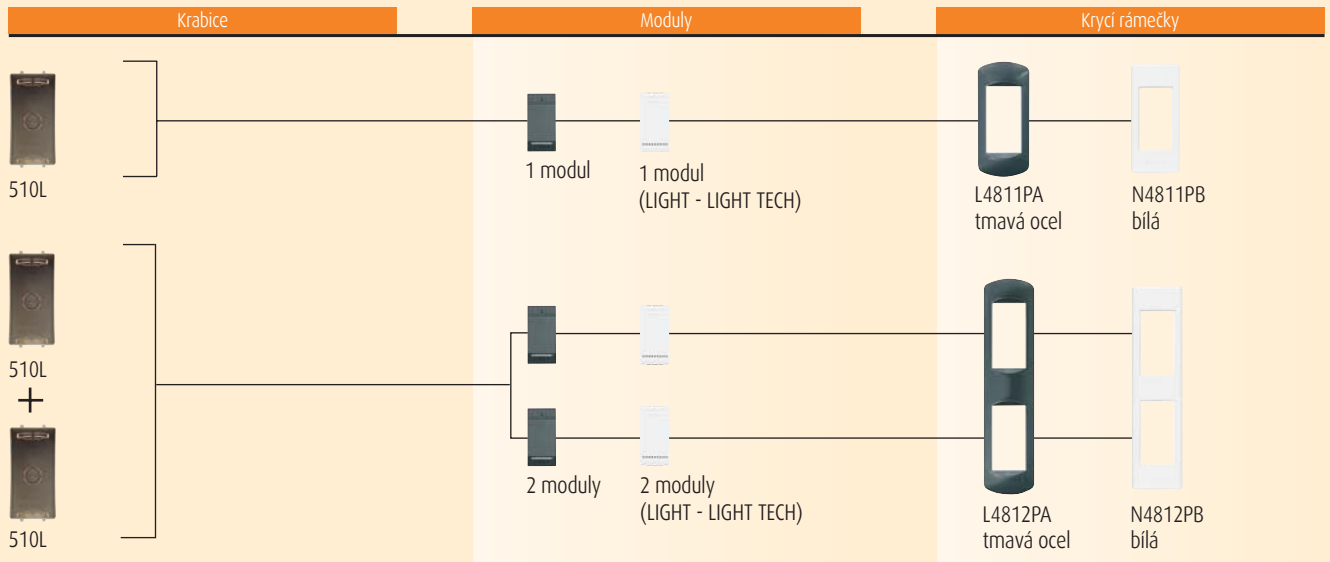 Krabice
Moduly
Krycí rámečky
510L
1 modul
1 modul
(LIGHT - LIGHT TECH)
L4811PA
tmavá ocel
N4811PB
bílá
510L
+
510L
2 moduly
2 moduly
(LIGHT - LIGHT TECH)
L4812PA
tmavá ocel
N4812PB
bílá